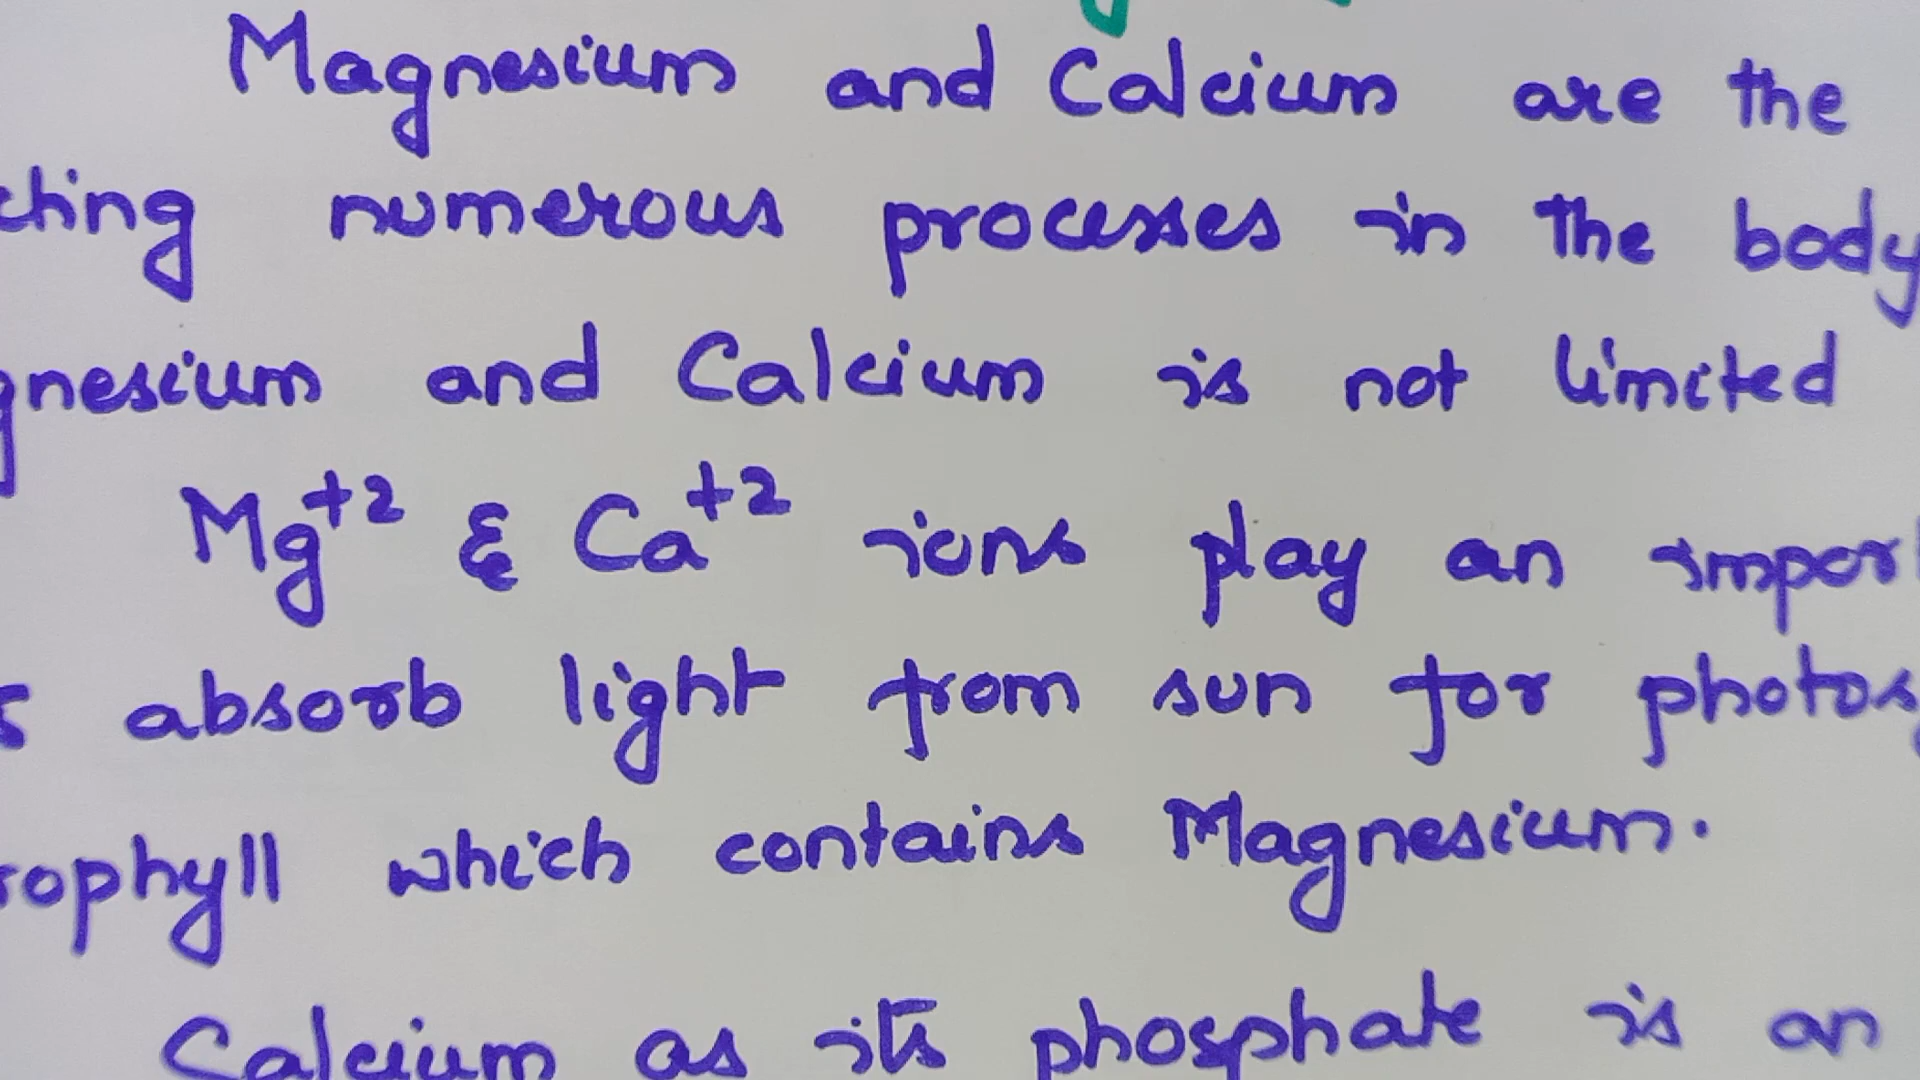 Magnesium and Calcium are the
ching numerous processes in the body
gnesium and Calcium is not limited
Mg+2 & Ca+2 ions play an impor
s absorb light from sun for photos
rophyll which contains Magnesium.
Calcium as its phosphate is an